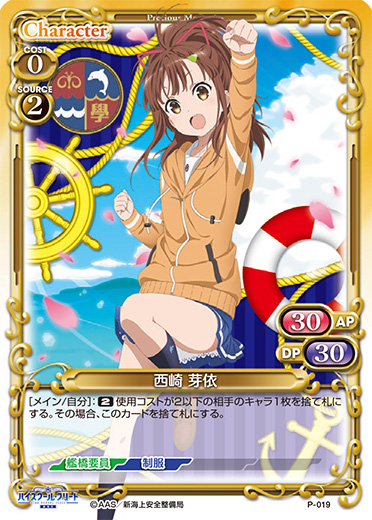 Precious M
Character
COST
0
SOURCE
2
學
30 AP
DP 30
西崎 芽依
[メイン/自分]:2使用コストが2以下の相手のキャラ1枚を捨て札に
する。その場合、このカードを捨て札にする。
艦橋要員 制服
ハイスクール・フリート
©AAS/新海上安全整備局
P-019